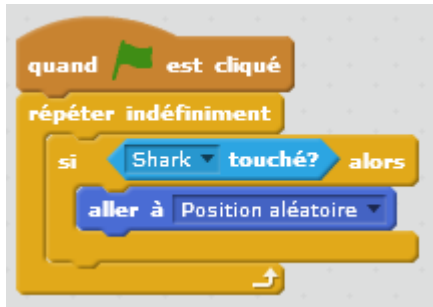 quand est cliqué
répéter indéfiniment
si Shark touché? alors
aller à Position aléatoire